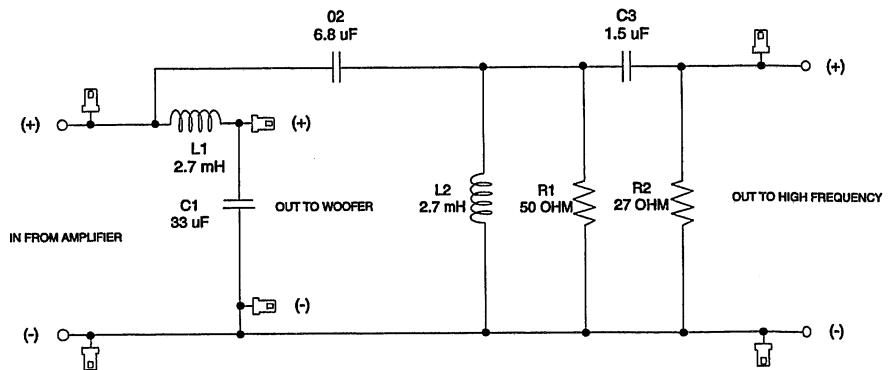 02
6.8 uF
C3
1.5 uF
(+)
(+)
(+)
L1
2.7 mH
C1
33 uF
OUT TO WOOFER
L2
2.7 mH
R1
50 OHM
R2
27 OHM
OUT TO HIGH FREQUENCY
IN FROM AMPLIFIER
(-)
(-)
(-)